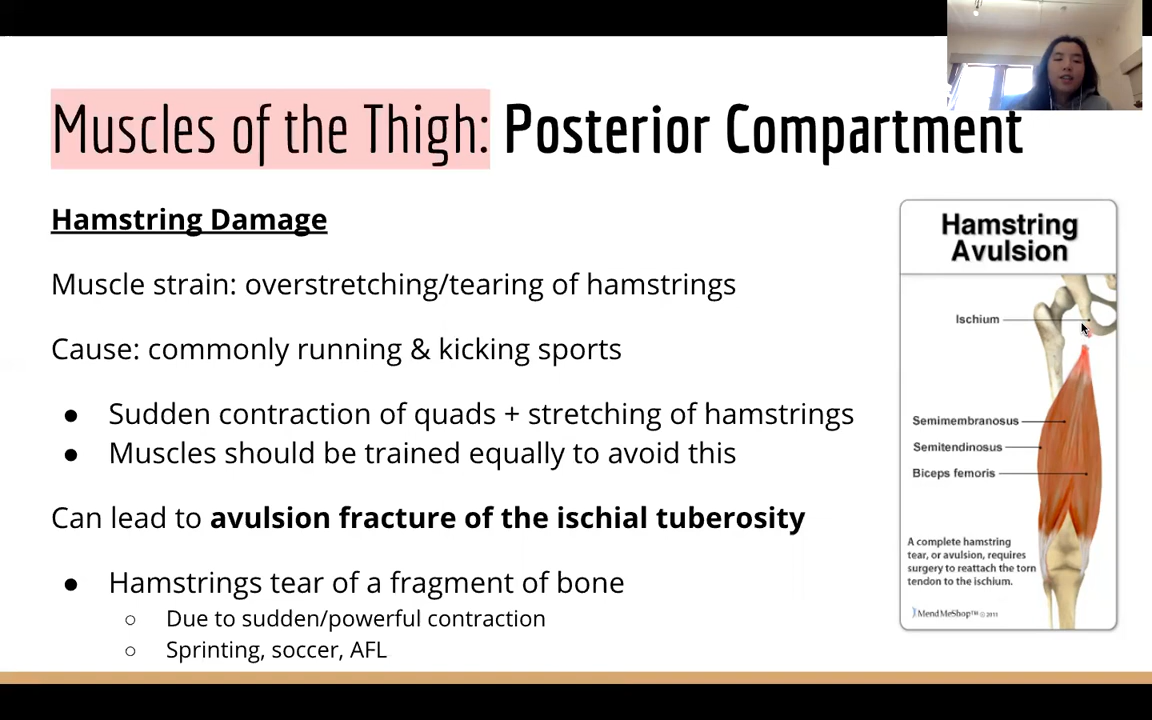 Muscles of the Thigh: Posterior Compartment
Hamstring Damage
Muscle strain: overstretching/tearing of hamstrings
Cause: commonly running & kicking sports
● Sudden contraction of quads + stretching of hamstrings
● Muscles should be trained equally to avoid this
Can lead to avulsion fracture of the ischial tuberosity
● Hamstrings tear of a fragment of bone
○ Due to sudden/powerful contraction
○ Sprinting, soccer, AFL
Hamstring
Avulsion
Ischium
Semimembranosus
Semitendinosus
Biceps femoris
A complete hamstring
tear, or avulsion, requires
surgery to reattach the torn
tendon to the ischium.
MendMeShop™ © 2011